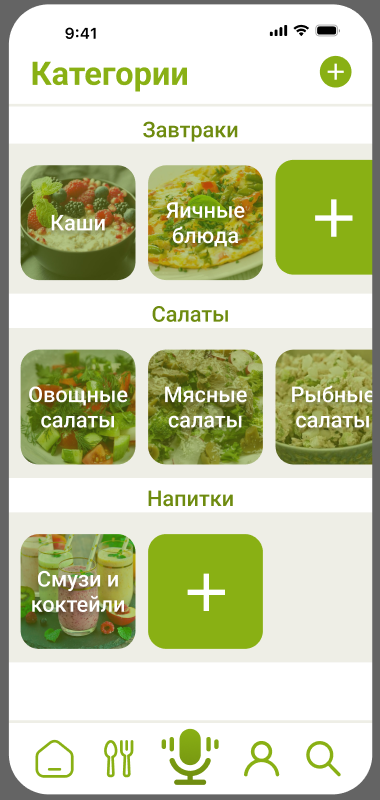 9:41
Категории
Завтраки
Каши
Яичные
блюда
Салаты
Овощные
салаты
Мясные
салаты
Рыбные
салаты
Напитки
Смузи и
коктейли